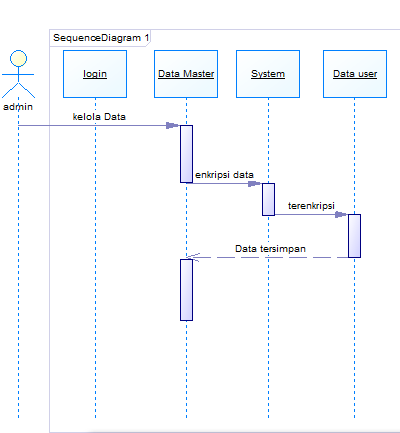 SequenceDiagram 1
login
Data Master
System
Data user
admin
kelola Data
enkripsi data
terenkripsi
Data tersimpan